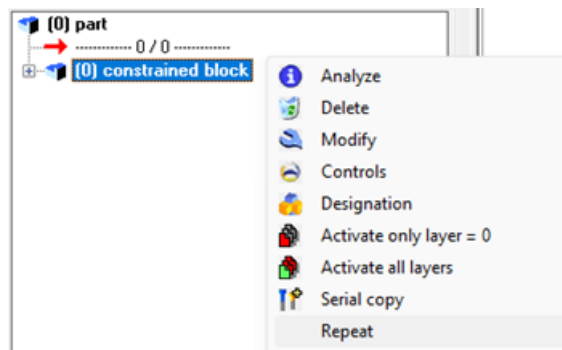 (0) part
------------- 0 / 0 -------------
(0) constrained block
Analyze
Delete
Modify
Controls
Designation
Activate only layer = 0
Activate all layers
Serial copy
Repeat